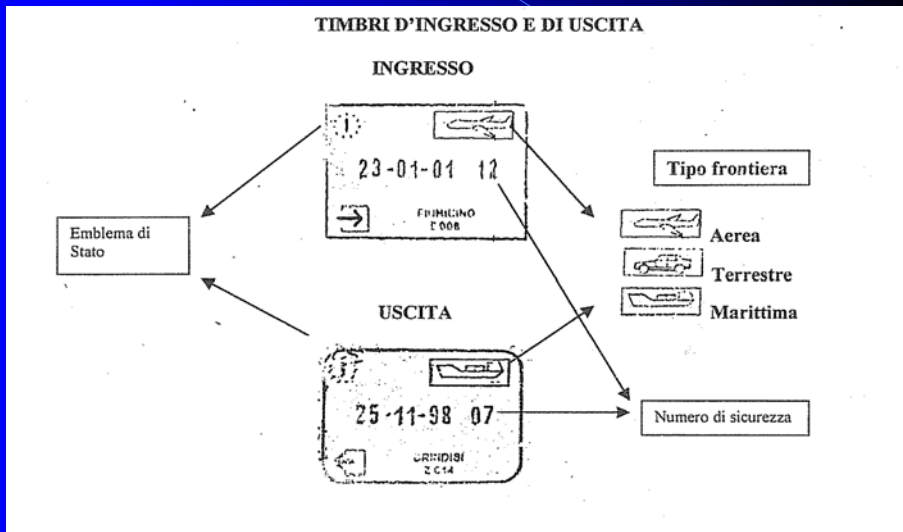 TIMBRI D'INGRESSO E DI USCITA
INGRESSO
23-01-01 12
FIUMICINO
Tipo frontiera
Aerea
Terrestre
Marittima
Emblema di
Stato
USCITA
25-11-98 07
Numero di sicurezza